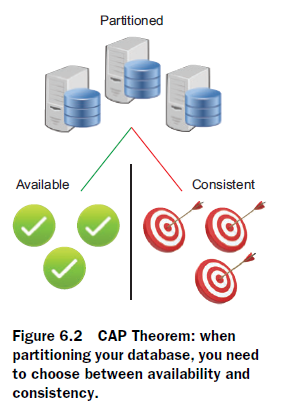 Partitioned
Available
Consistent
Figure 6.2 CAP Theorem: when
partitioning your database, you need
to choose between availability and
consistency.